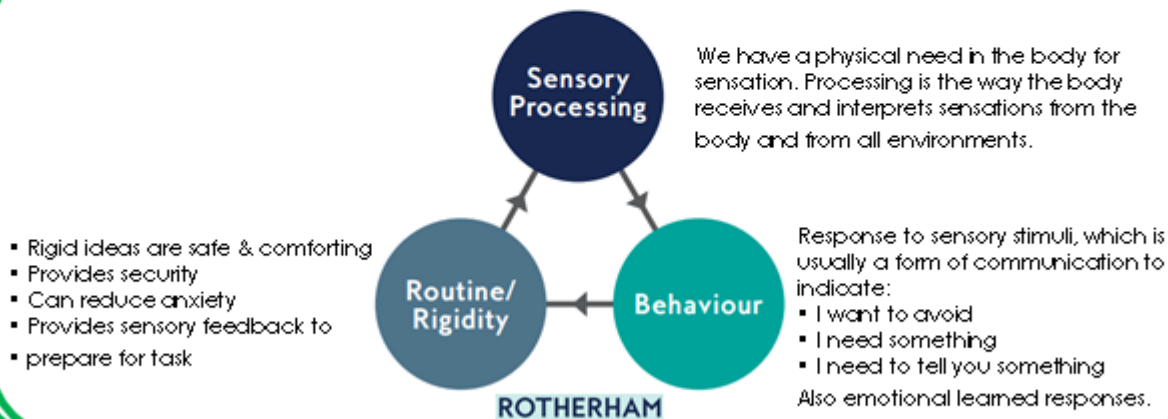 Sensory
Processing
We have a physical need in the body for
sensation. Processing is the way the body
receives and interprets sensations from the
body and from all environments.
▪ Rigid ideas are safe & comforting
▪ Provides security
▪ Can reduce anxiety
▪ Provides sensory feedback to
▪ prepare for task
Routine/
Rigidity
Behaviour
Response to sensory stimuli, which is
usually a form of communication to
indicate:
▪ I want to avoid
▪ I need something
▪ I need to tell you something
Also emotional learned responses.
ROTHERHAM